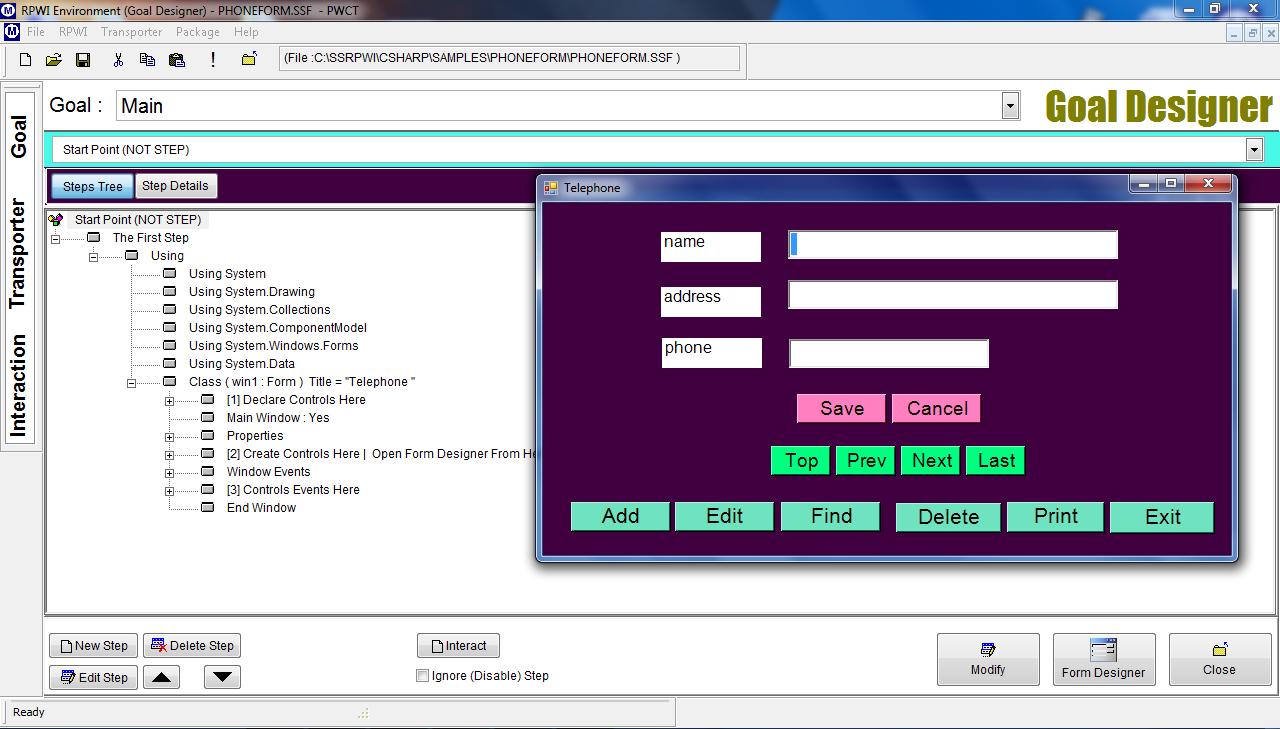 RPWI Environment (Goal Designer) - PHONEFORM.SSF - PWCT
File RPWI Transporter Package Help
(File :C:\SSRPWI\CSHARP\SAMPLES\PHONEFORM\PHONEFORM.SSF )
Goal
Transporter
Interaction
Goal : Main
Goal Designer
Start Point (NOT STEP)
Steps Tree Step Details
Start Point (NOT STEP)
The First Step
Using
Using System
Using System.Drawing
Using System.Collections
Using System.ComponentModel
Using System.Windows.Forms
Using System.Data
Class ( win1 : Form ) Title = "Telephone "
[1] Declare Controls Here
Main Window : Yes
Properties
[2] Create Controls Here | Open Form Designer From He
Window Events
[3] Controls Events Here
End Window
Telephone
name
address
phone
Save Cancel
Top Prev Next Last
Add Edit Find Delete Print Exit
New Step Delete Step Interact
Edit Step Ignore (Disable) Step
Modify Form Designer Close
Ready